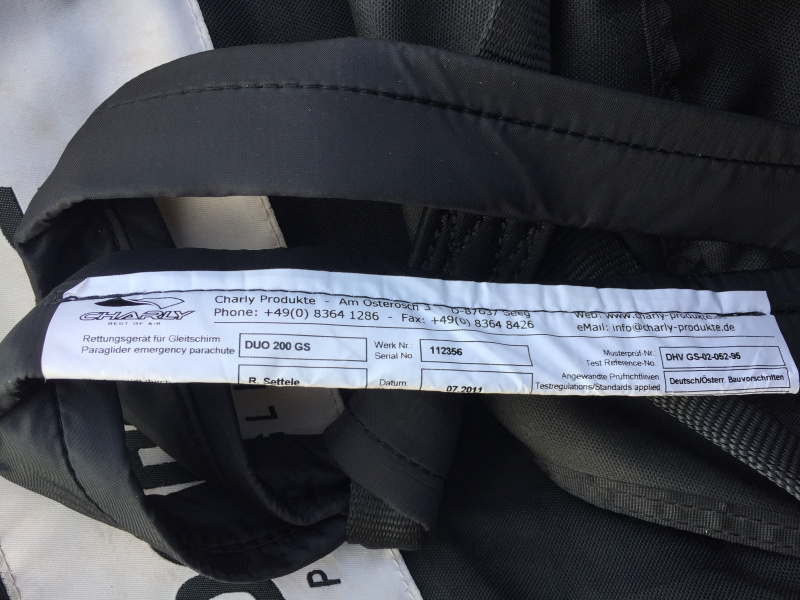 CHARLY
BEST OF AIR
Charly Produkte - Am Osterösch 3 D-87637 Seeg
Web: www.charly-produkte.
Phone: +49(0) 8364 1286 - Fax: +49(0) 8364 8426
eMail: info@charly-produkte.de
Rettungsgerät für Gleitschirm
Paraglider emergency parachute
DUO 200 GS
Werk Nr.
Serial No.
112356
Musterprüf-Nr.:
Test Reference-No.
DHV GS-02-052-95
R. Settele
Datum:
07.2011
Angewandte Prüfrichtlinien
Testregulations/Standards applied
Deutsch/Österr. Bauvorschriften
P